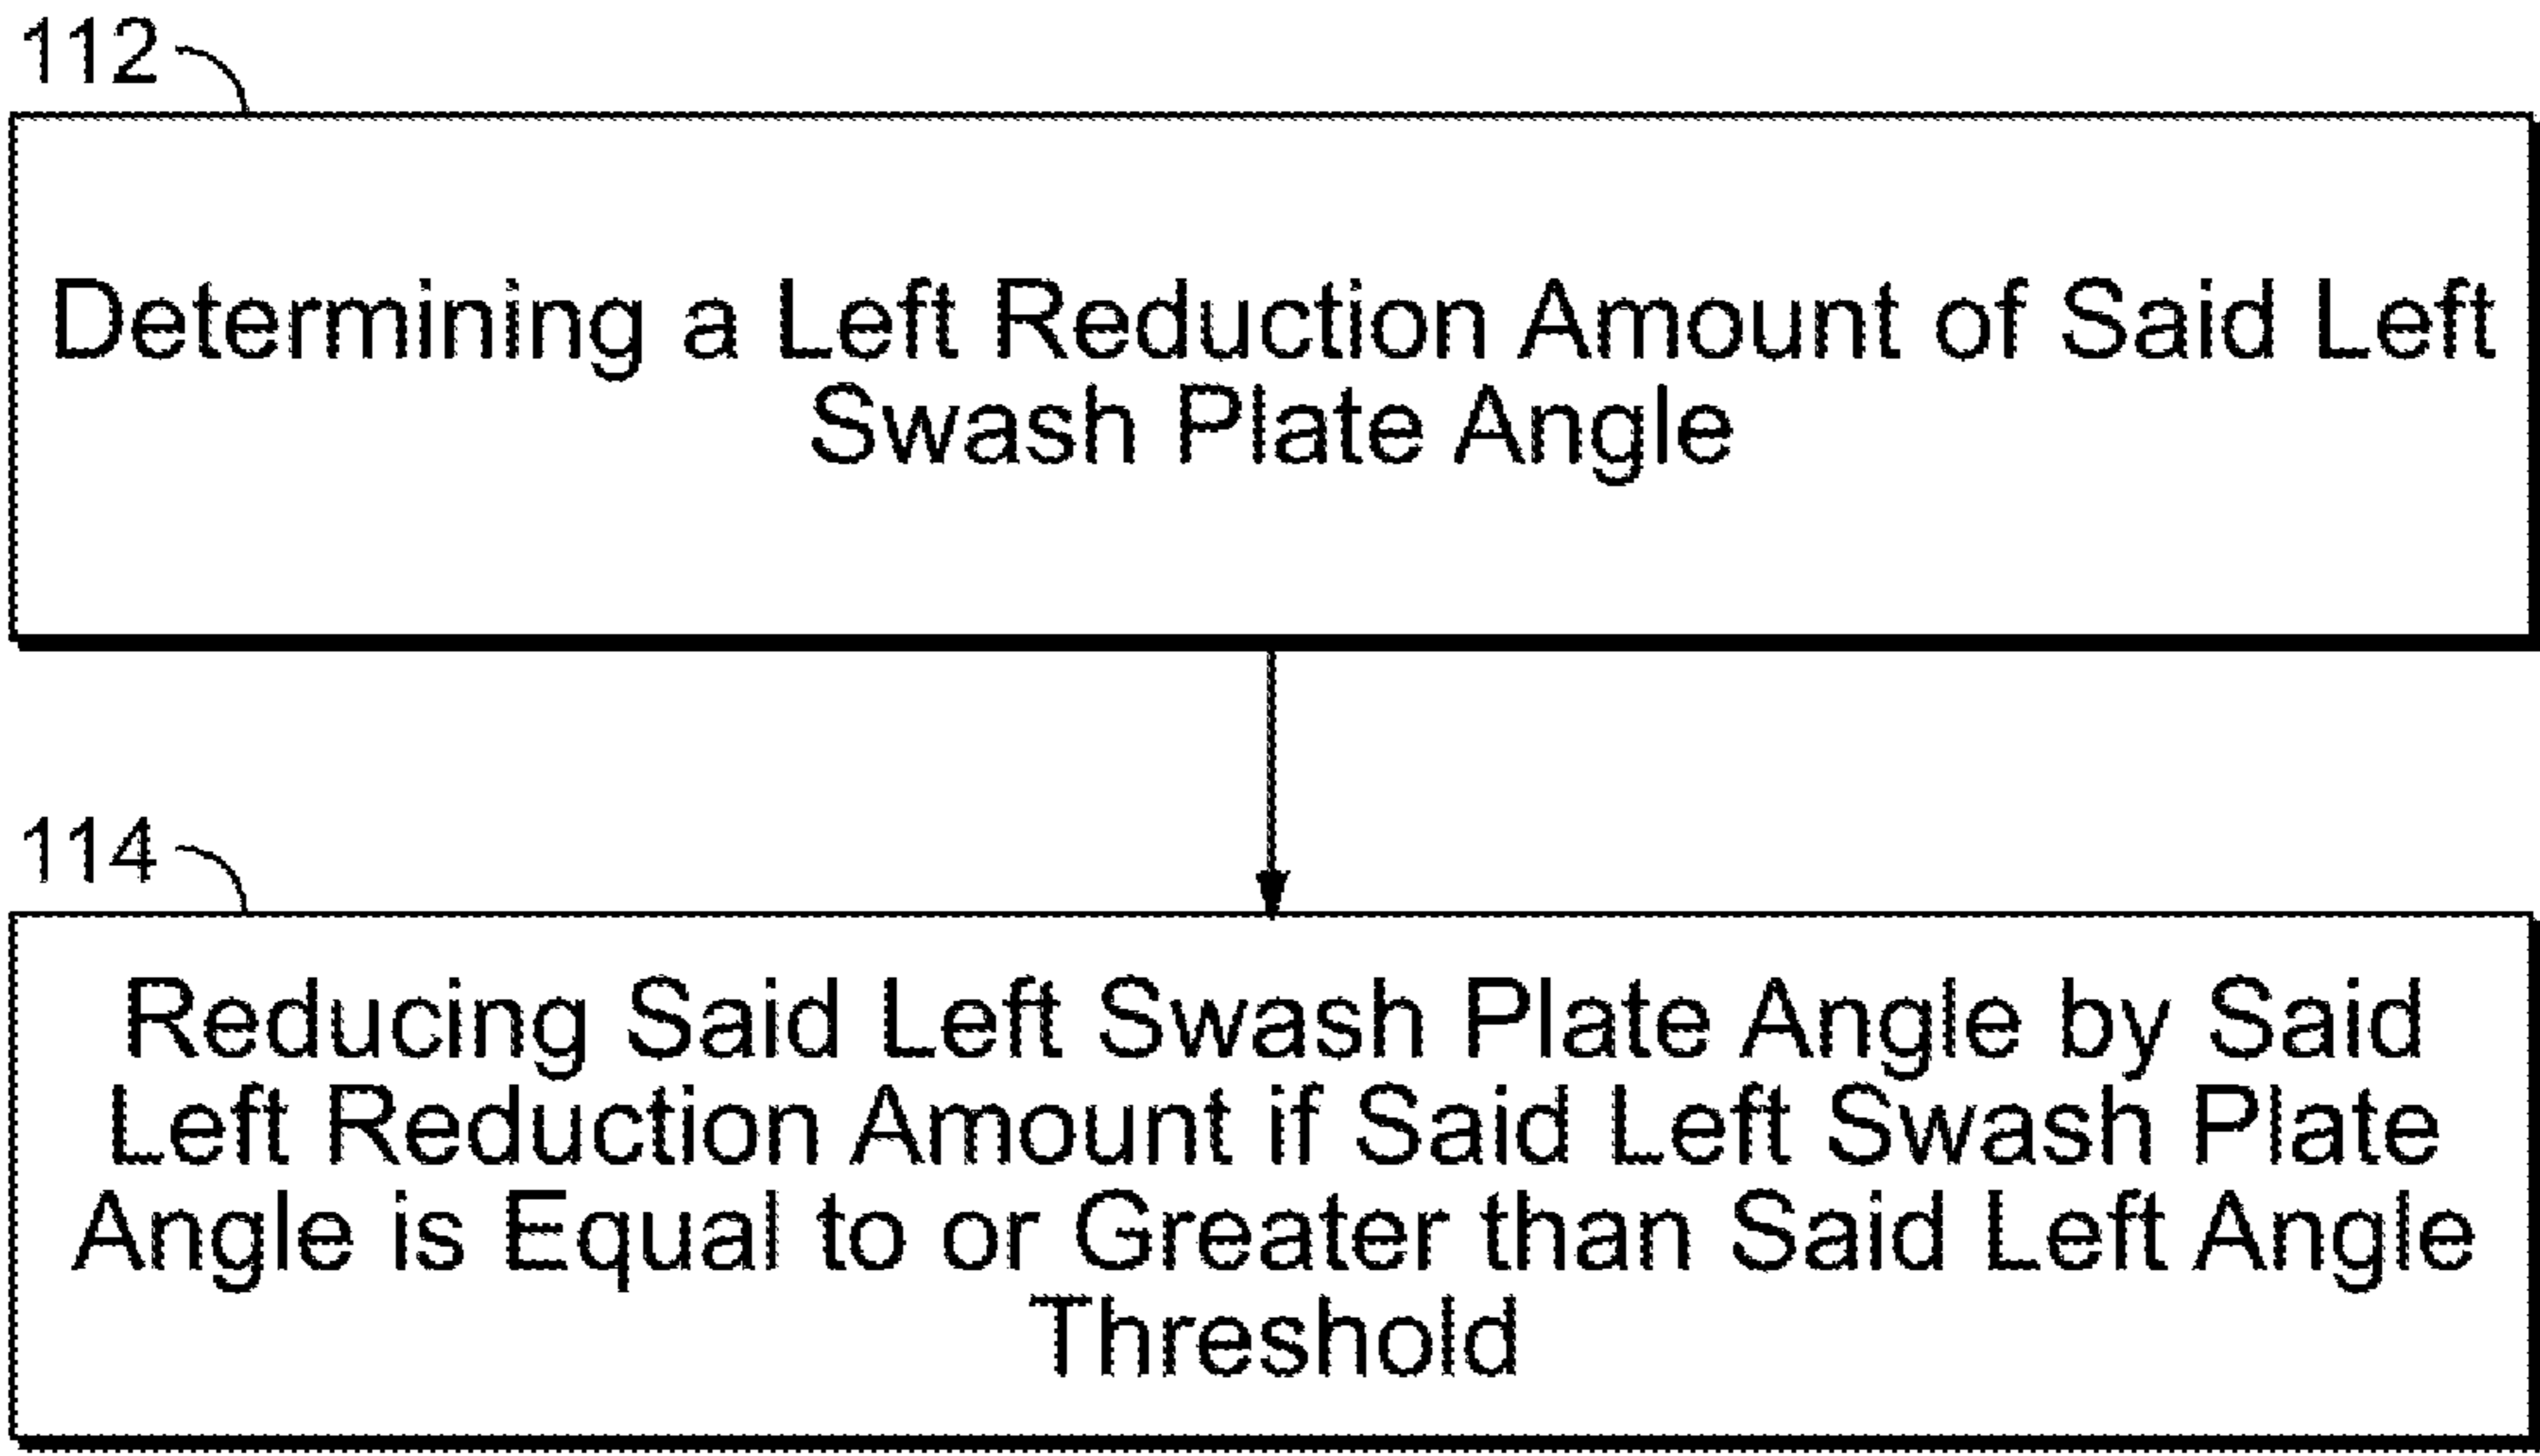 112
Determining a Left Reduction Amount of Said Left
Swash Plate Angle
114
Reducing Said Left Swash Plate Angle by Said
Left Reduction Amount if Said Left Swash Plate
Angle is Equal to or Greater than Said Left Angle
Threshold